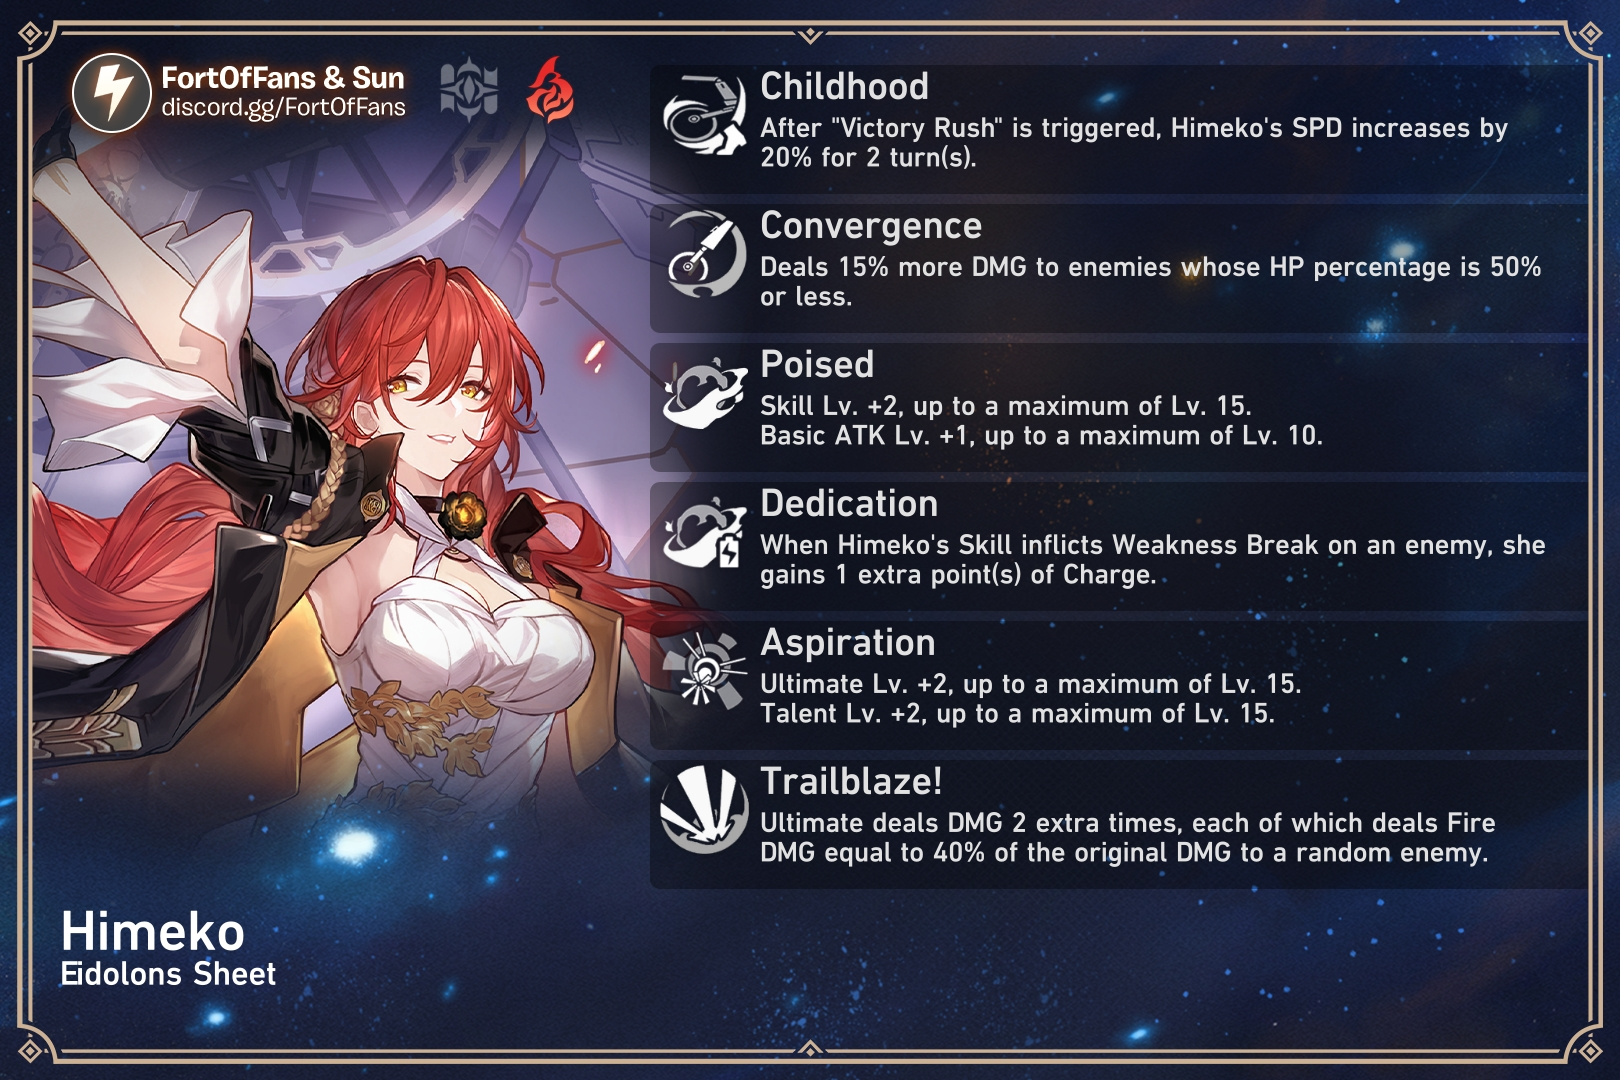 FortOfFans & Sun
discord.gg/FortOfFans
Childhood
After "Victory Rush" is triggered, Himeko's SPD increases by
20% for 2 turn(s).
Convergence
Deals 15% more DMG to enemies whose HP percentage is 50%
or less.
Poised
Skill Lv. +2, up to a maximum of Lv. 15.
Basic ATK Lv. +1, up to a maximum of Lv. 10.
Dedication
When Himeko's Skill inflicts Weakness Break on an enemy, she
gains 1 extra point(s) of Charge.
Aspiration
Ultimate Lv. +2, up to a maximum of Lv. 15.
Talent Lv. +2, up to a maximum of Lv. 15.
Trailblaze!
Ultimate deals DMG 2 extra times, each of which deals Fire
DMG equal to 40% of the original DMG to a random enemy.
Himeko
Eidolons Sheet